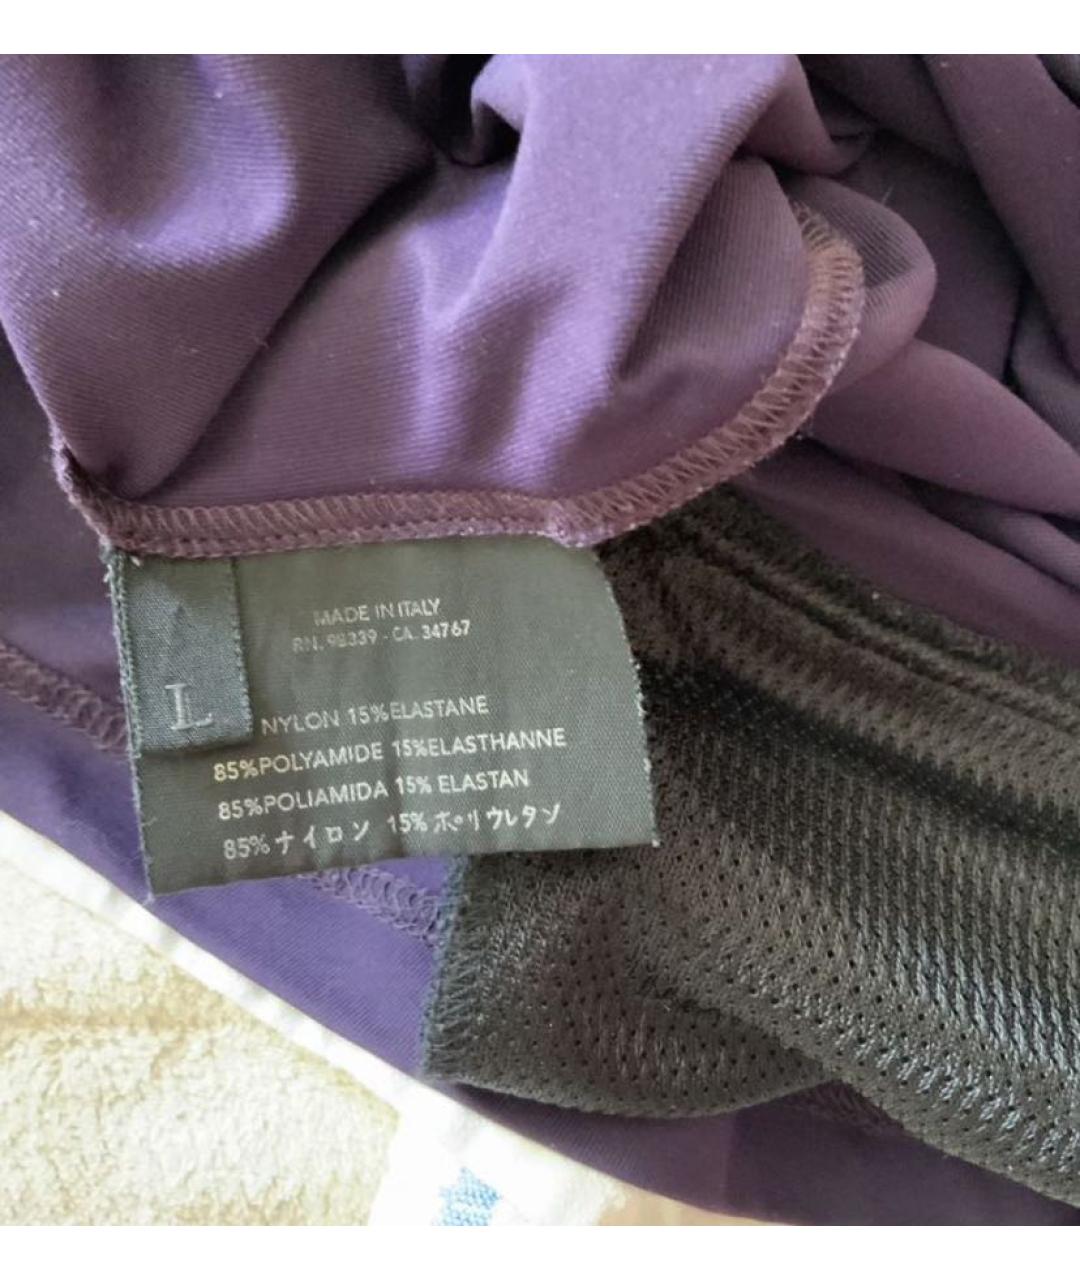 MADE IN ITALY
RN. 98339 - CA. 34767
L
NYLON 15%ELASTANE
85%POLYAMIDE 15%ELASTHANNE
85%POLIAMIDA 15% ELASTAN
85%ナイロン 15%ポリウレタン